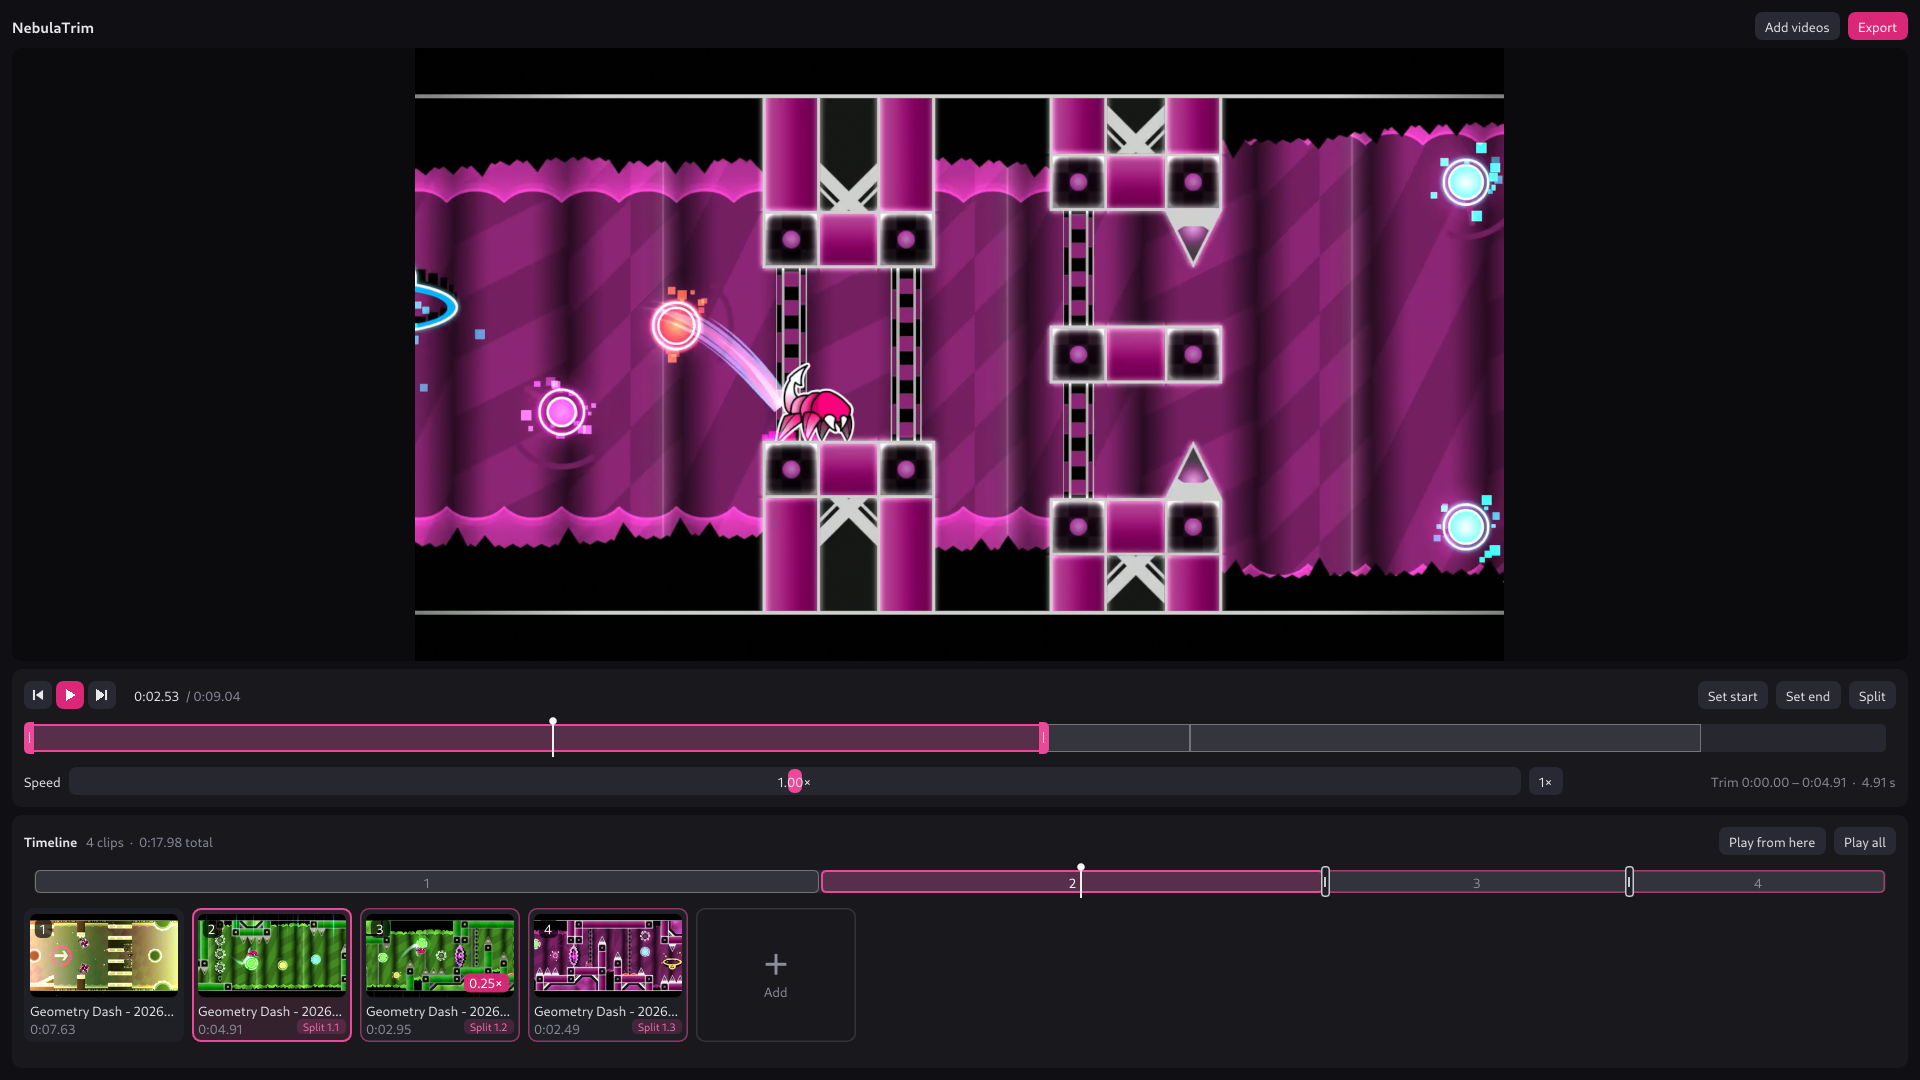 NebulaTrim
Add videos
Export
0:02.53 / 0:09.04
Set start
Set end
Split
Speed
1.00×
1×
Trim 0:00.00 – 0:04.91 · 4.91 s
Timeline 4 clips · 0:17.98 total
Play from here
Play all
1
2
3
4
1
Geometry Dash - 2026...
0:07.63
2
Geometry Dash - 2026...
0:04.91
Split 1.1
3
0.25×
Geometry Dash - 2026...
0:02.95
Split 1.2
4
Geometry Dash - 2026...
0:02.49
Split 1.3
Add